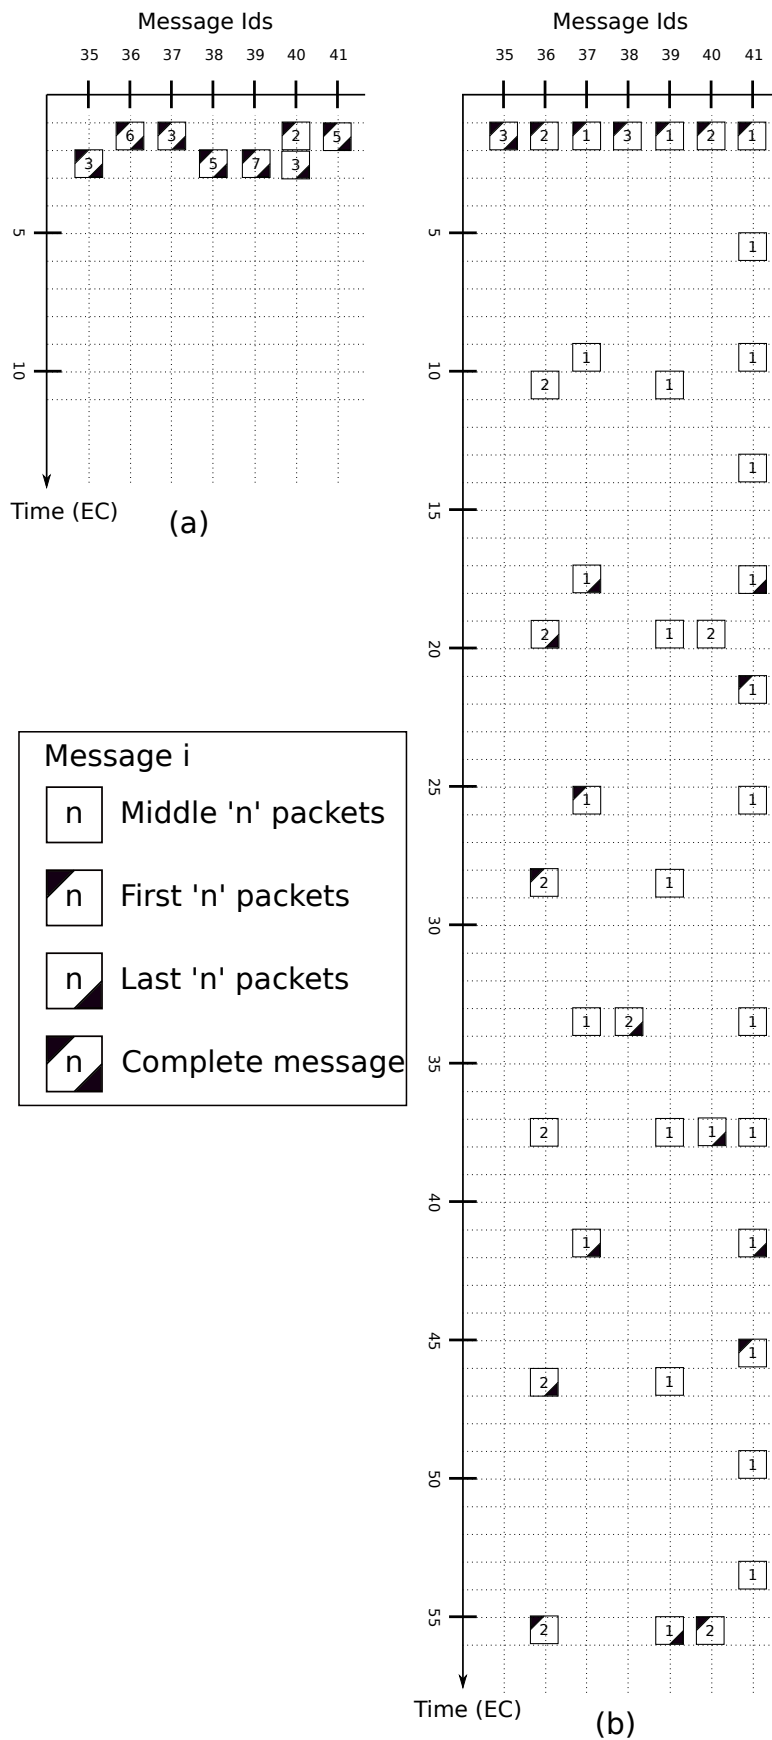 Message Ids
35 36 37 38 39 40 41
6 3 2 5
3 5 7 3
5
10
Time (EC)
(a)
Message i
n Middle 'n' packets
n First 'n' packets
n Last 'n' packets
n Complete message
Message Ids
35 36 37 38 39 40 41
3 2 1 3 1 2 1
5 1
1 1
10 2 1
1
15
1 1
20 2 1 2
1
25 1 1
2 1
30
1 2 1
35
2 1 1 1
40
1 1
45 1
2 1
50 1
1
55 2 1 2
Time (EC)
(b)